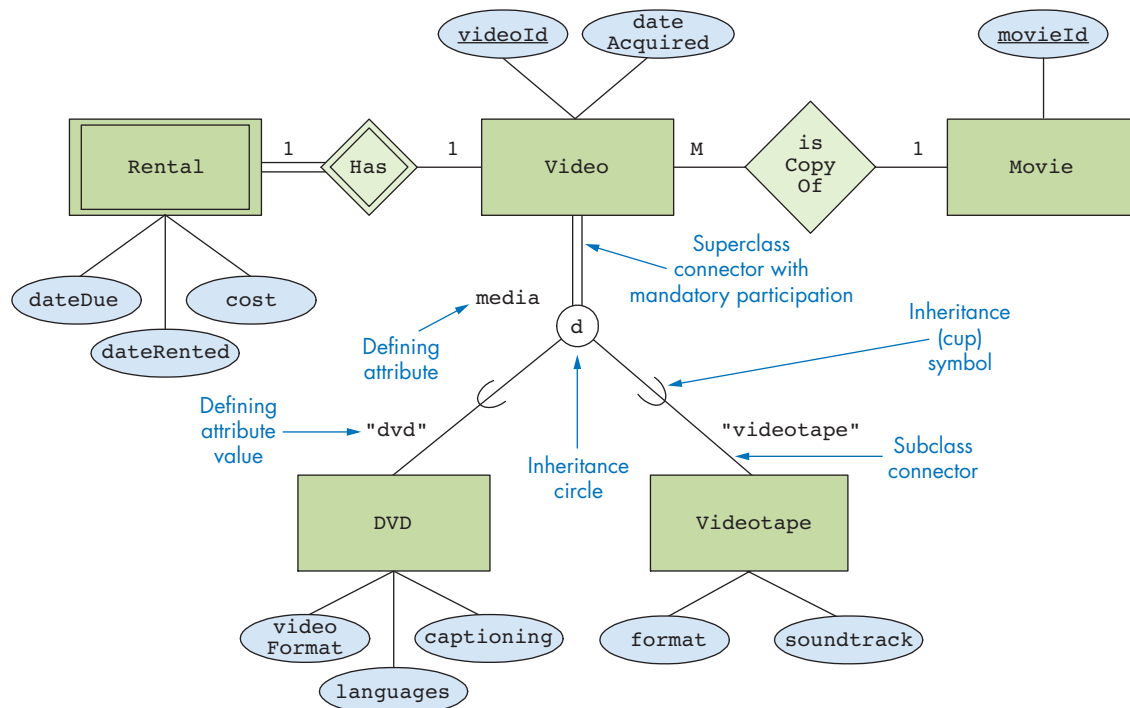 videoId
date
Acquired
movieId
Rental
1
Has
1
Video
M
is
Copy
Of
1
Movie
dateDue
dateRented
cost
Superclass
connector with
mandatory participation
media
d
Defining
attribute
Inheritance
(cup)
symbol
Defining
attribute
value
"dvd"
"videotape"
Inheritance
circle
Subclass
connector
DVD
Videotape
video
Format
languages
captioning
format
soundtrack